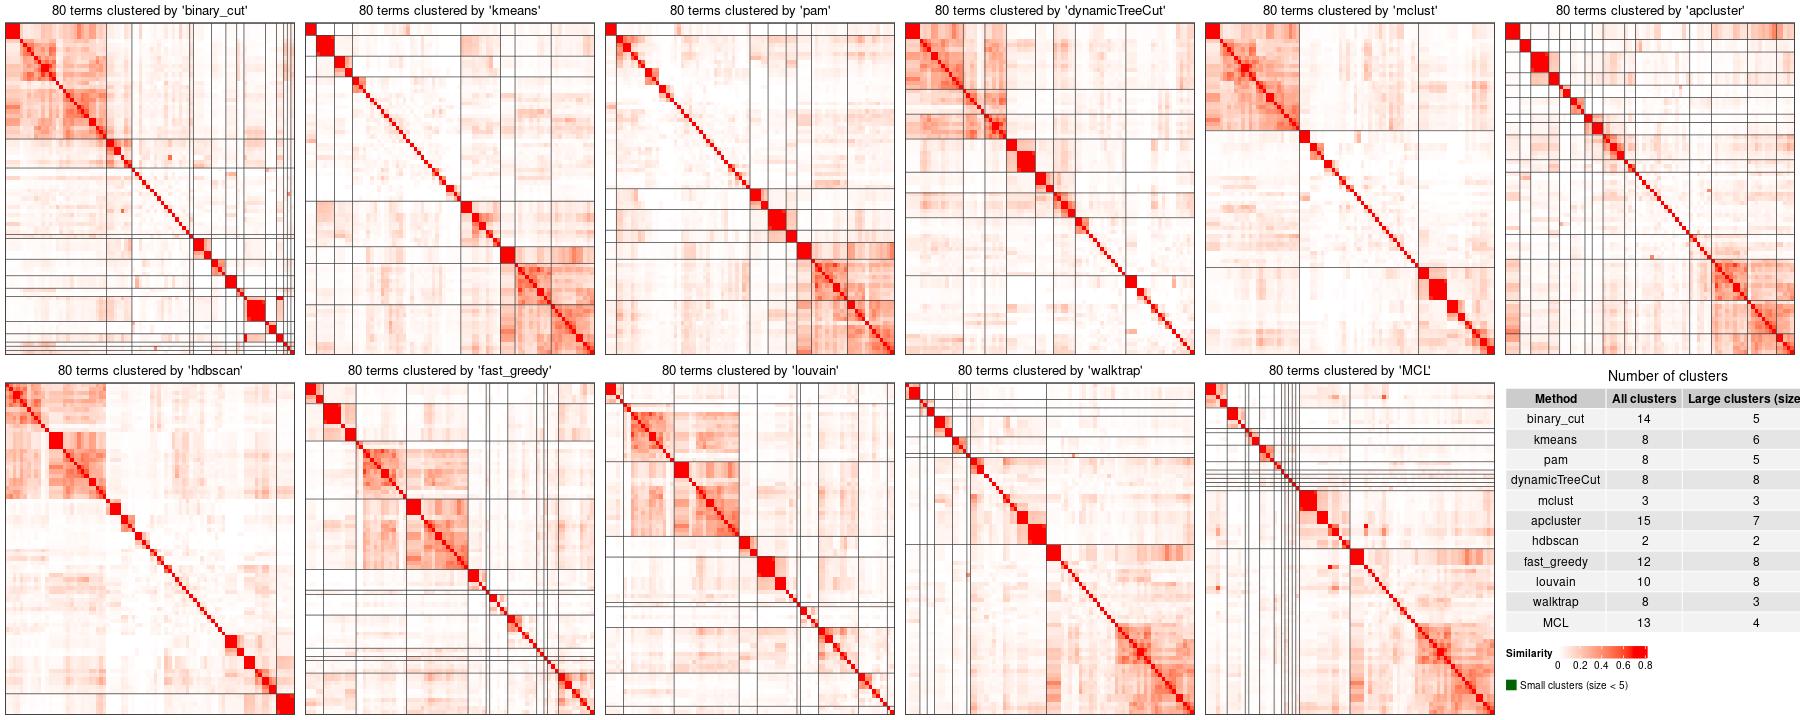 80 terms clustered by 'binary_cut'
80 terms clustered by 'kmeans'
80 terms clustered by 'pam'
80 terms clustered by 'dynamicTreeCut'
80 terms clustered by 'mclust'
80 terms clustered by 'apcluster'
80 terms clustered by 'hdbscan'
80 terms clustered by 'fast_greedy'
80 terms clustered by 'louvain'
80 terms clustered by 'walktrap'
80 terms clustered by 'MCL'
Number of clusters
Method All clusters Large clusters (size
binary_cut 14 5
kmeans 8 6
pam 8 5
dynamicTreeCut 8 8
mclust 3 3
apcluster 15 7
hdbscan 2 2
fast_greedy 12 8
louvain 10 8
walktrap 8 3
MCL 13 4
Similarity
0 0.2 0.4 0.6 0.8
Small clusters (size < 5)